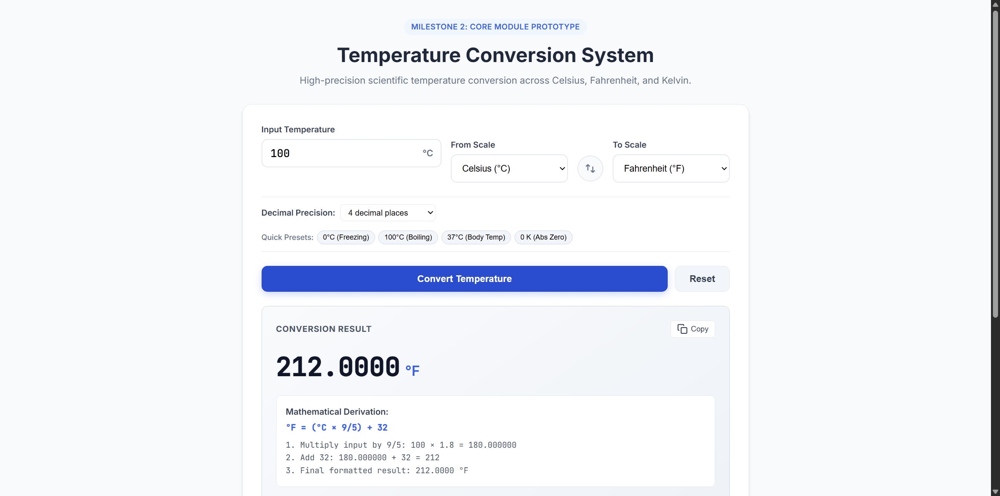 MILESTONE 2: CORE MODULE PROTOTYPE
Temperature Conversion System
High-precision scientific temperature conversion across Celsius, Fahrenheit, and Kelvin.
Input Temperature
100 °C
From Scale
Celsius (°C)
To Scale
Fahrenheit (°F)
Decimal Precision: 4 decimal places
Quick Presets: 0°C (Freezing) 100°C (Boiling) 37°C (Body Temp) 0 K (Abs Zero)
Convert Temperature Reset
CONVERSION RESULT Copy
212.0000 °F
Mathematical Derivation:
°F = (°C × 9/5) + 32
1. Multiply input by 9/5: 100 × 1.8 = 180.000000
2. Add 32: 180.000000 + 32 = 212
3. Final formatted result: 212.0000 °F